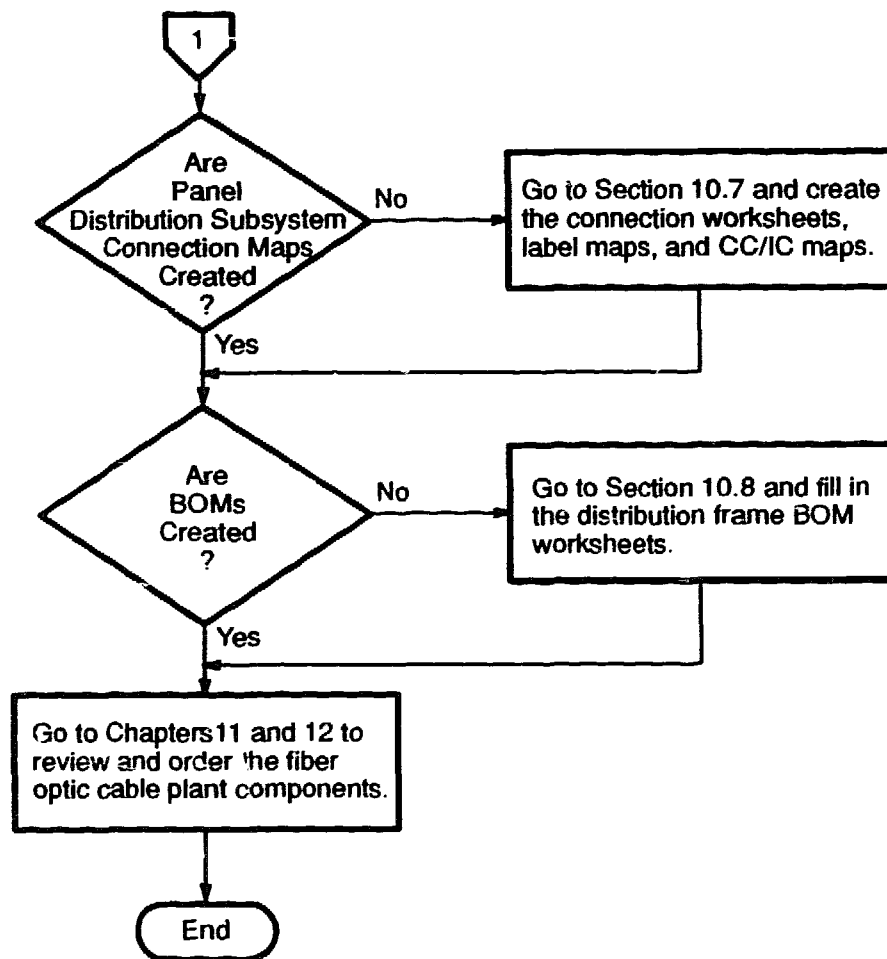 1
Are
Panel
Distribution Subsystem
Connection Maps
Created
?
No
Go to Section 10.7 and create
the connection worksheets,
label maps, and CC/IC maps.
Yes
Are
BOMs
Created
?
No
Go to Section 10.8 and fill in
the distribution frame BOM
worksheets.
Yes
Go to Chapters 11 and 12 to
review and order the fiber
optic cable plant components.
End